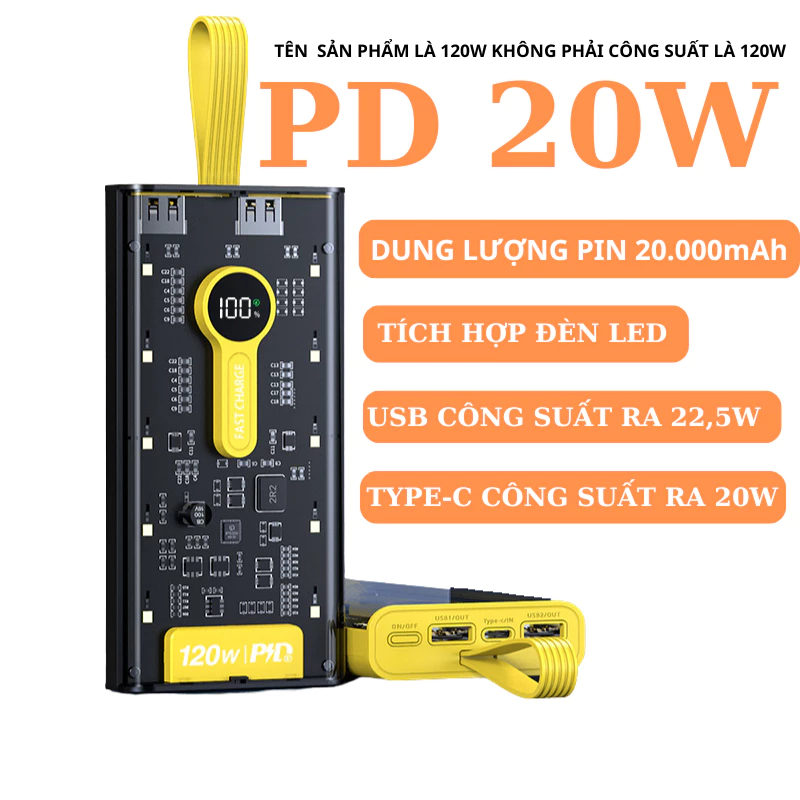 TÊN SẢN PHẨM LÀ 120W KHÔNG PHẢI CÔNG SUẤT LÀ 120W
PD 20W
DUNG LƯỢNG PIN 20.000mAh
TÍCH HỢP ĐÈN LED
USB CÔNG SUẤT RA 22,5W
TYPE-C CÔNG SUẤT RA 20W
100%
FAST CHARGE
2R2
120W PD
ON/OFF
USB1/OUT
Type-c/IN
USB2/OUT